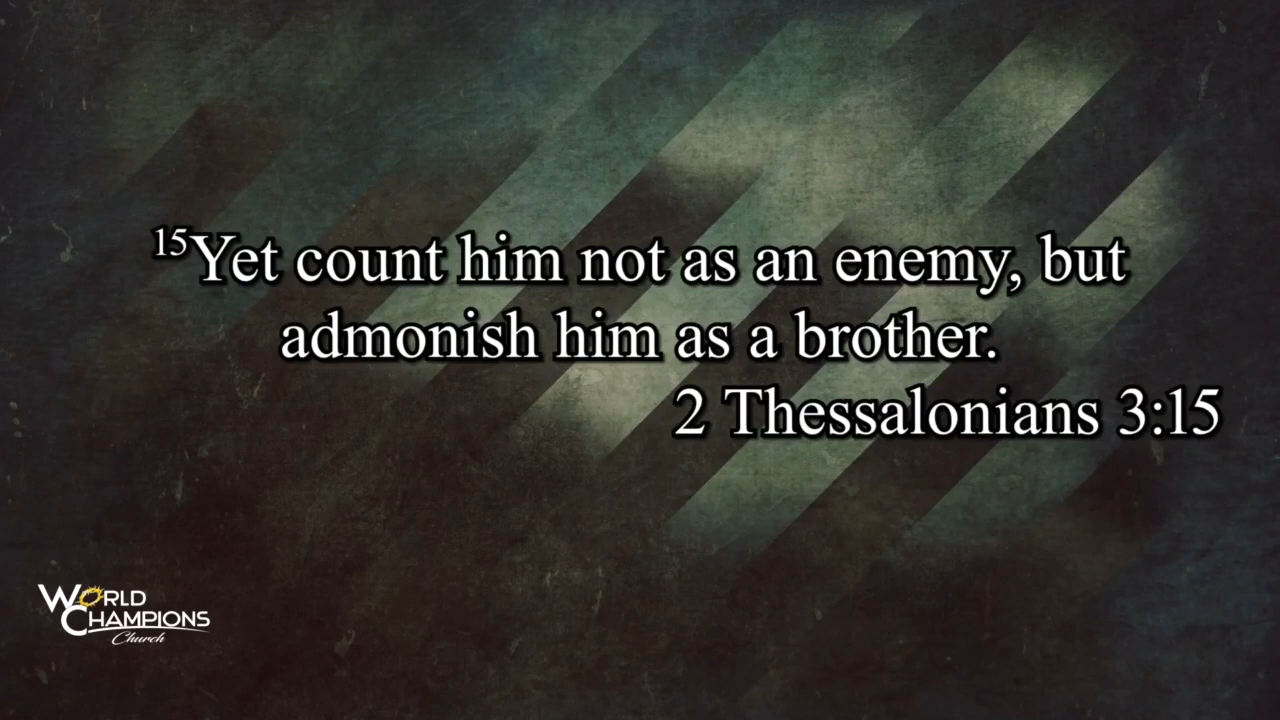 15Yet count him not as an enemy, but
admonish him as a brother.
2 Thessalonians 3:15
WORLD
CHAMPIONS
Church